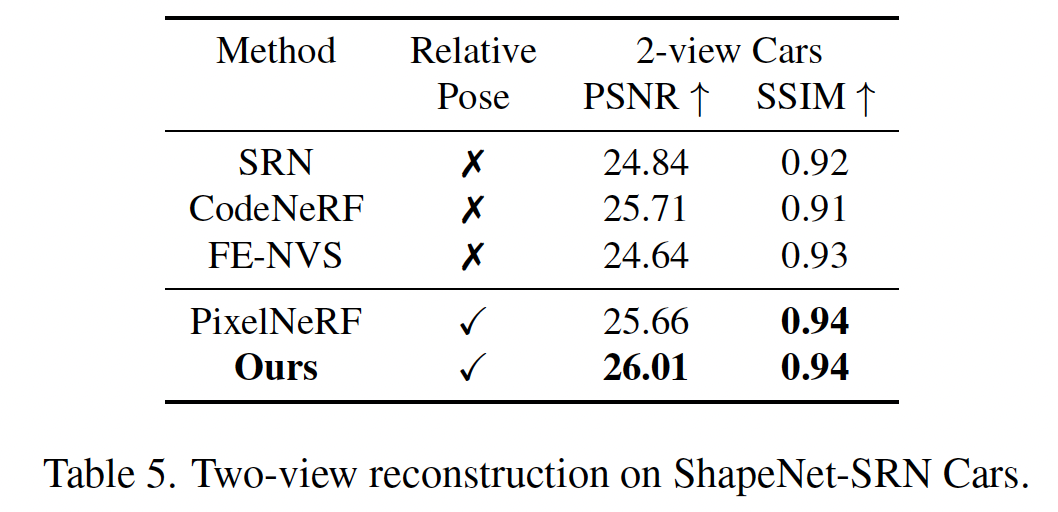 Method Relative 2-view Cars
Pose PSNR ↑ SSIM ↑
SRN ✗ 24.84 0.92
CodeNeRF ✗ 25.71 0.91
FE-NVS ✗ 24.64 0.93
PixelNeRF ✓ 25.66 0.94
Ours ✓ 26.01 0.94
Table 5. Two-view reconstruction on ShapeNet-SRN Cars.